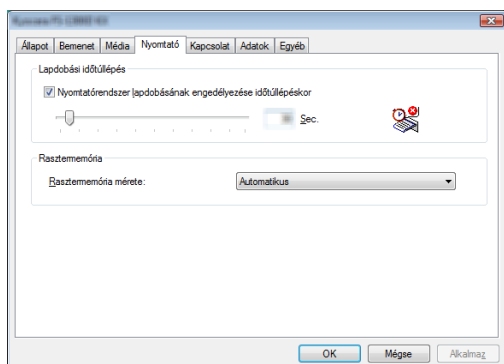 Állapot Bemenet Média Nyomtató Kapcsolat Adatok Egyéb
Lapdobási időtúllépés
Nyomtatórendszer lapdobásának engedélyezése időtúllépéskor
Sec.
Rasztermemória
Rasztermemória mérete: Automatikus
OK Mégse Alkalmaz